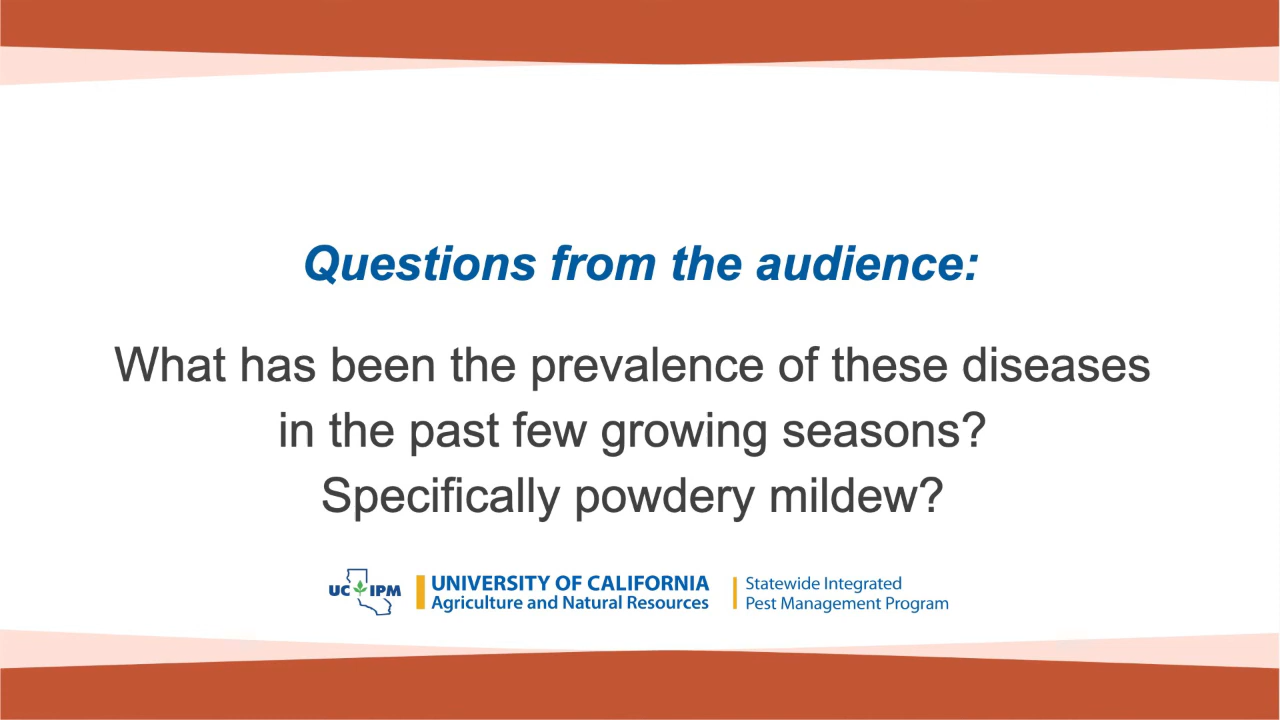 Questions from the audience:
What has been the prevalence of these diseases
in the past few growing seasons?
Specifically powdery mildew?
UC IPM
UNIVERSITY OF CALIFORNIA
Agriculture and Natural Resources
Statewide Integrated
Pest Management Program